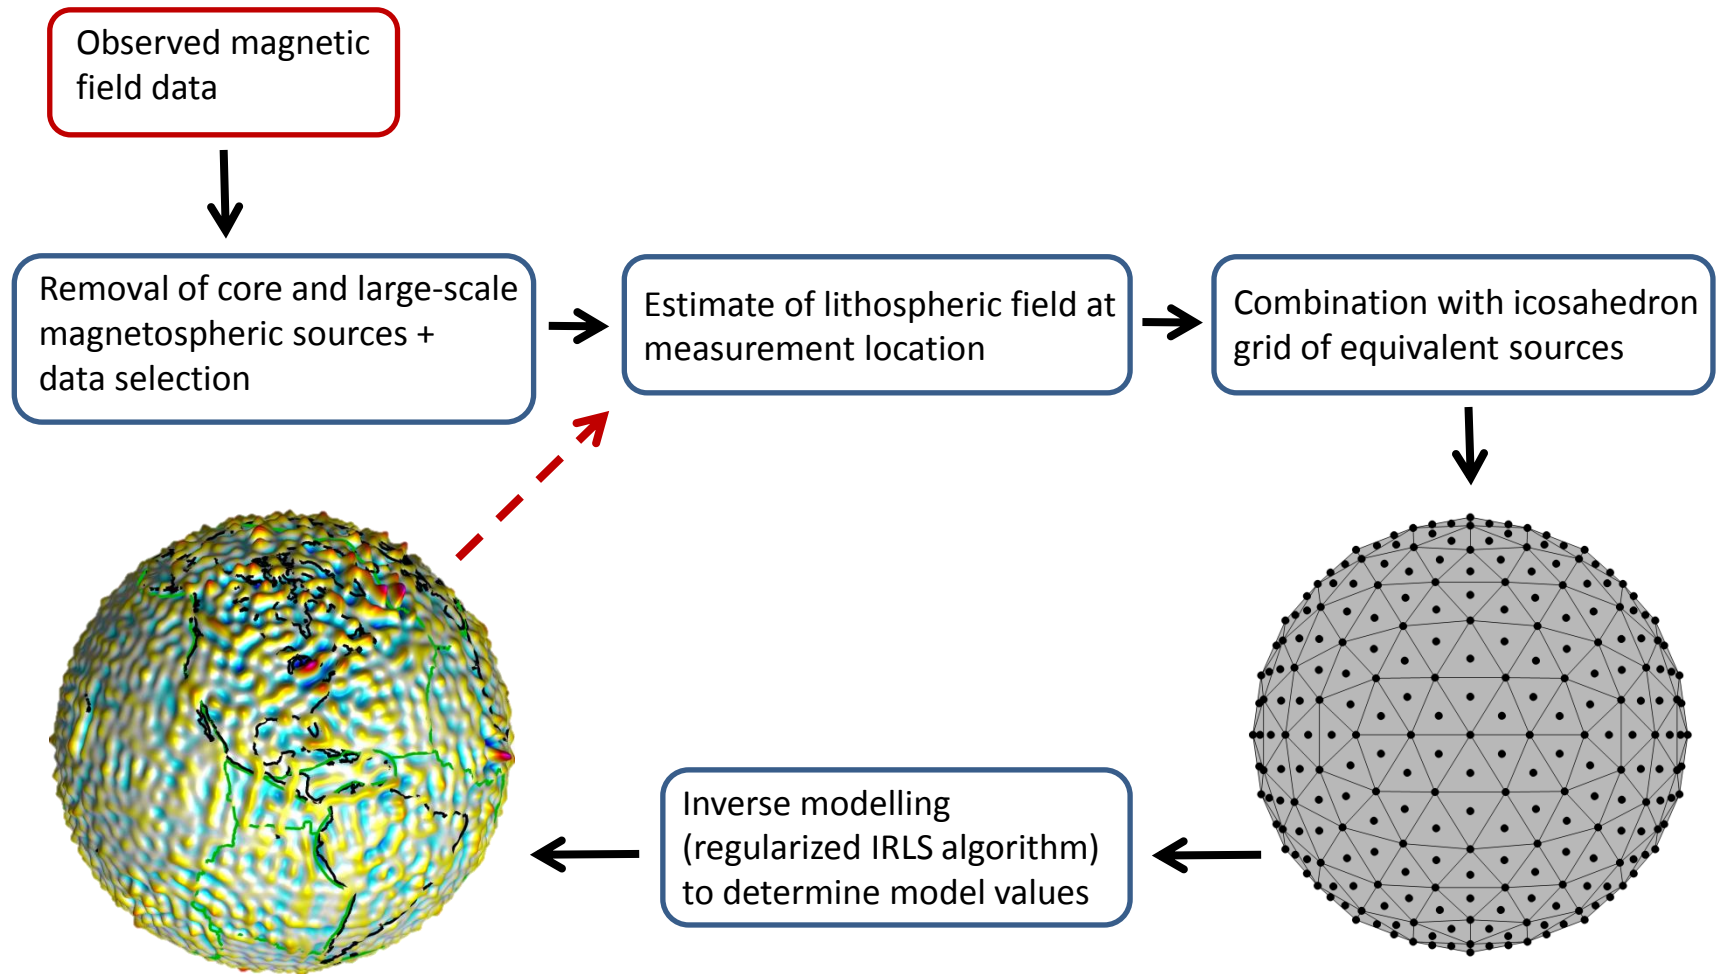 Observed magnetic
field data
Removal of core and large-scale
magnetospheric sources +
data selection
Estimate of lithospheric field at
measurement location
Combination with icosahedron
grid of equivalent sources
Inverse modelling
(regularized IRLS algorithm)
to determine model values